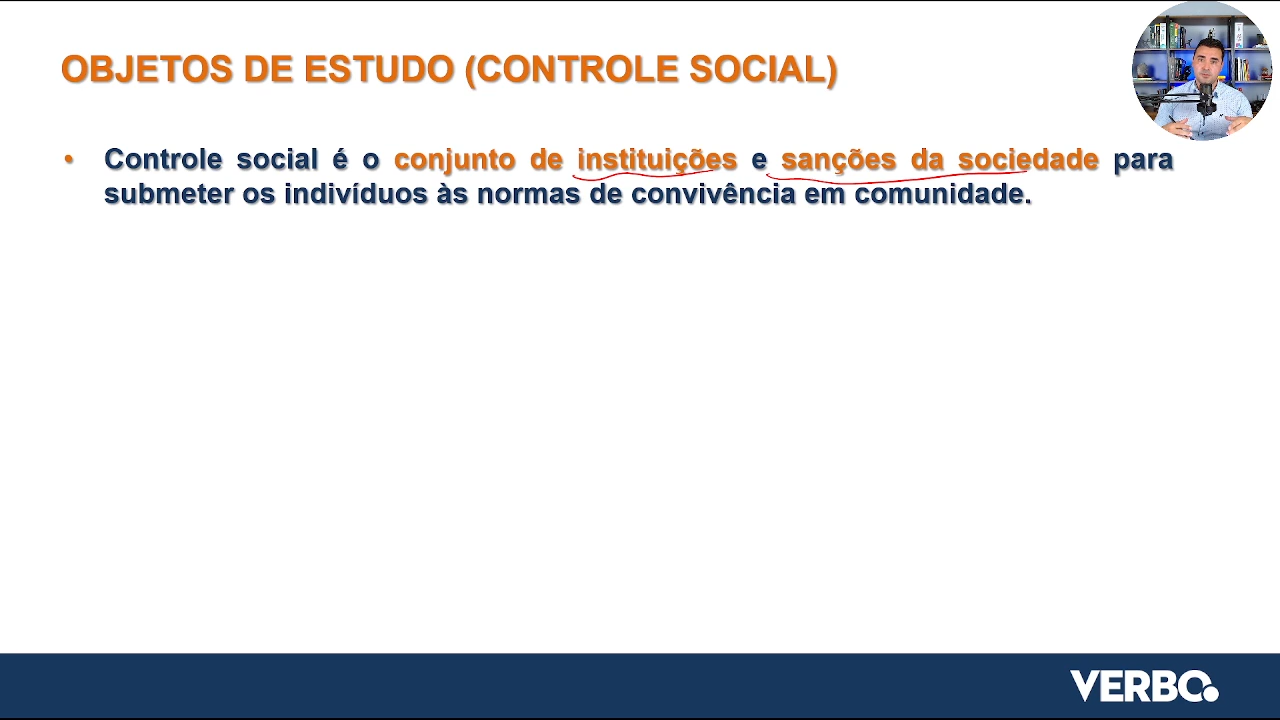 OBJETOS DE ESTUDO (CONTROLE SOCIAL)
• Controle social é o conjunto de instituições e sanções da sociedade para
submeter os indivíduos às normas de convivência em comunidade.
VERBO